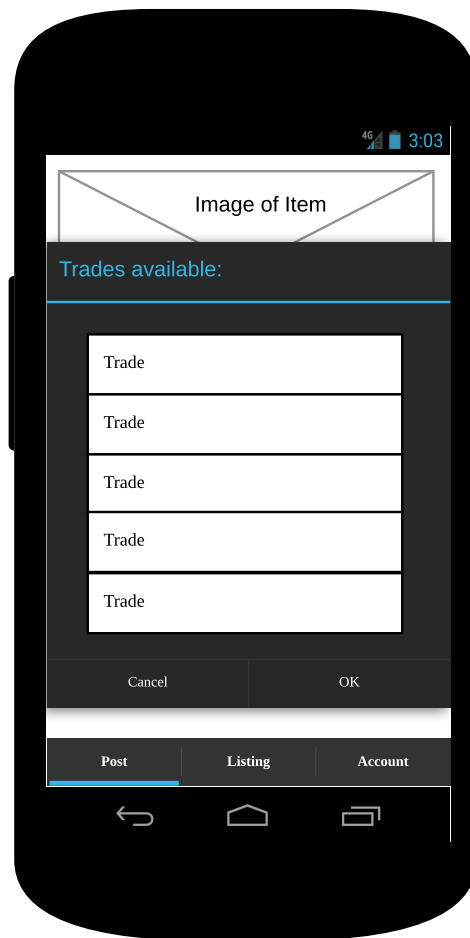 4G 3:03
Image of Item
Trades available:
Trade
Trade
Trade
Trade
Trade
Cancel OK
Post Listing Account